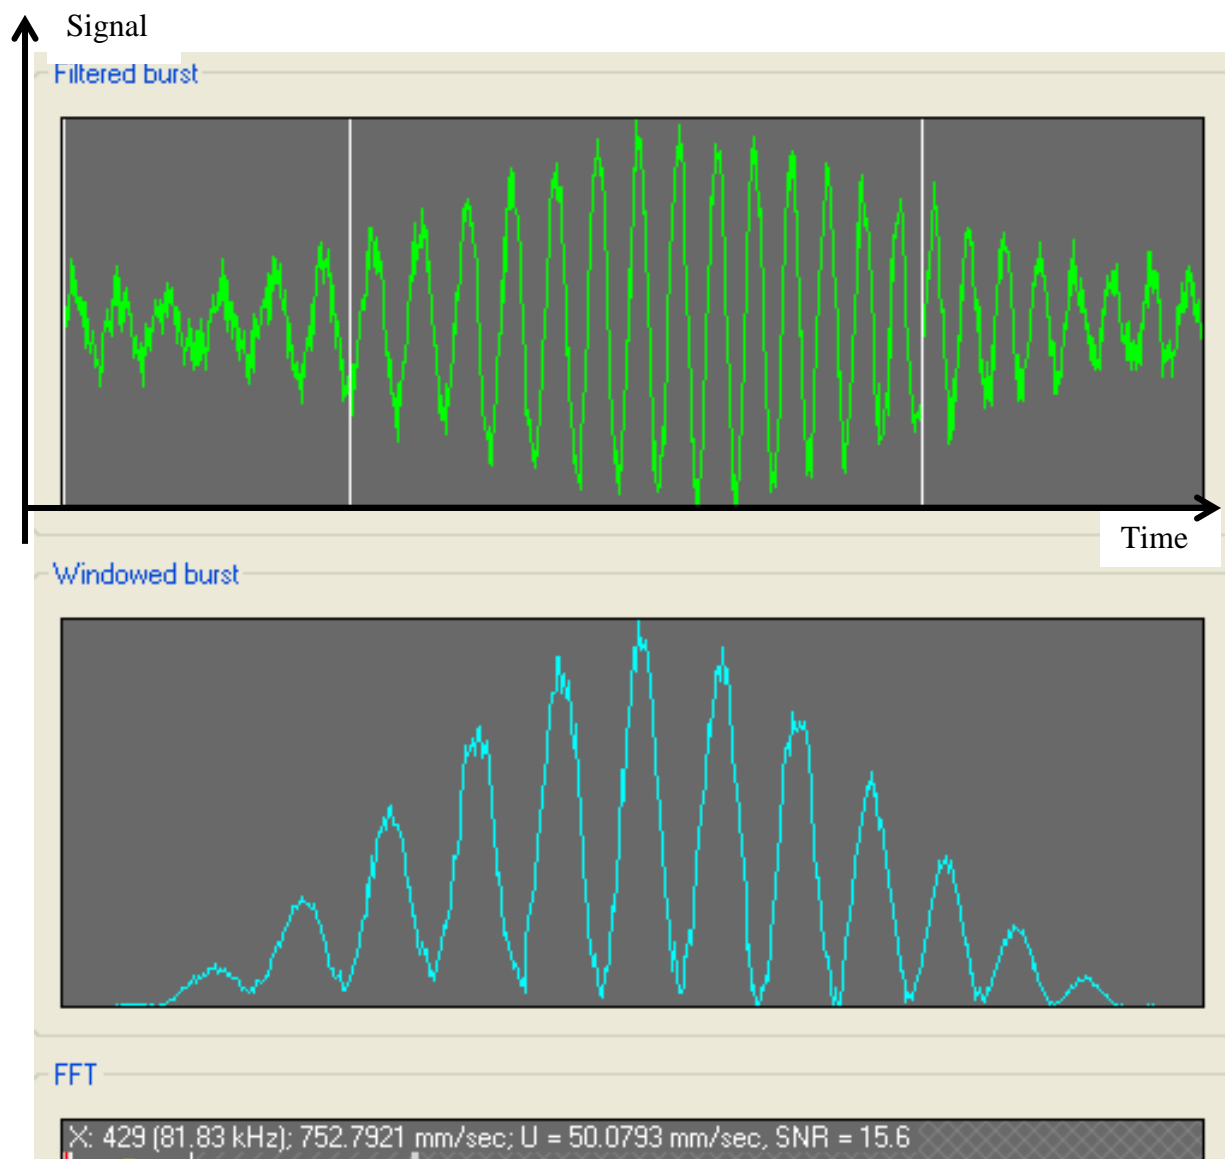 Signal
Filtered burst
Time
Windowed burst
FFT
X: 429 (81.83 kHz); 752.7921 mm/sec; U = 50.0793 mm/sec, SNR = 15.6